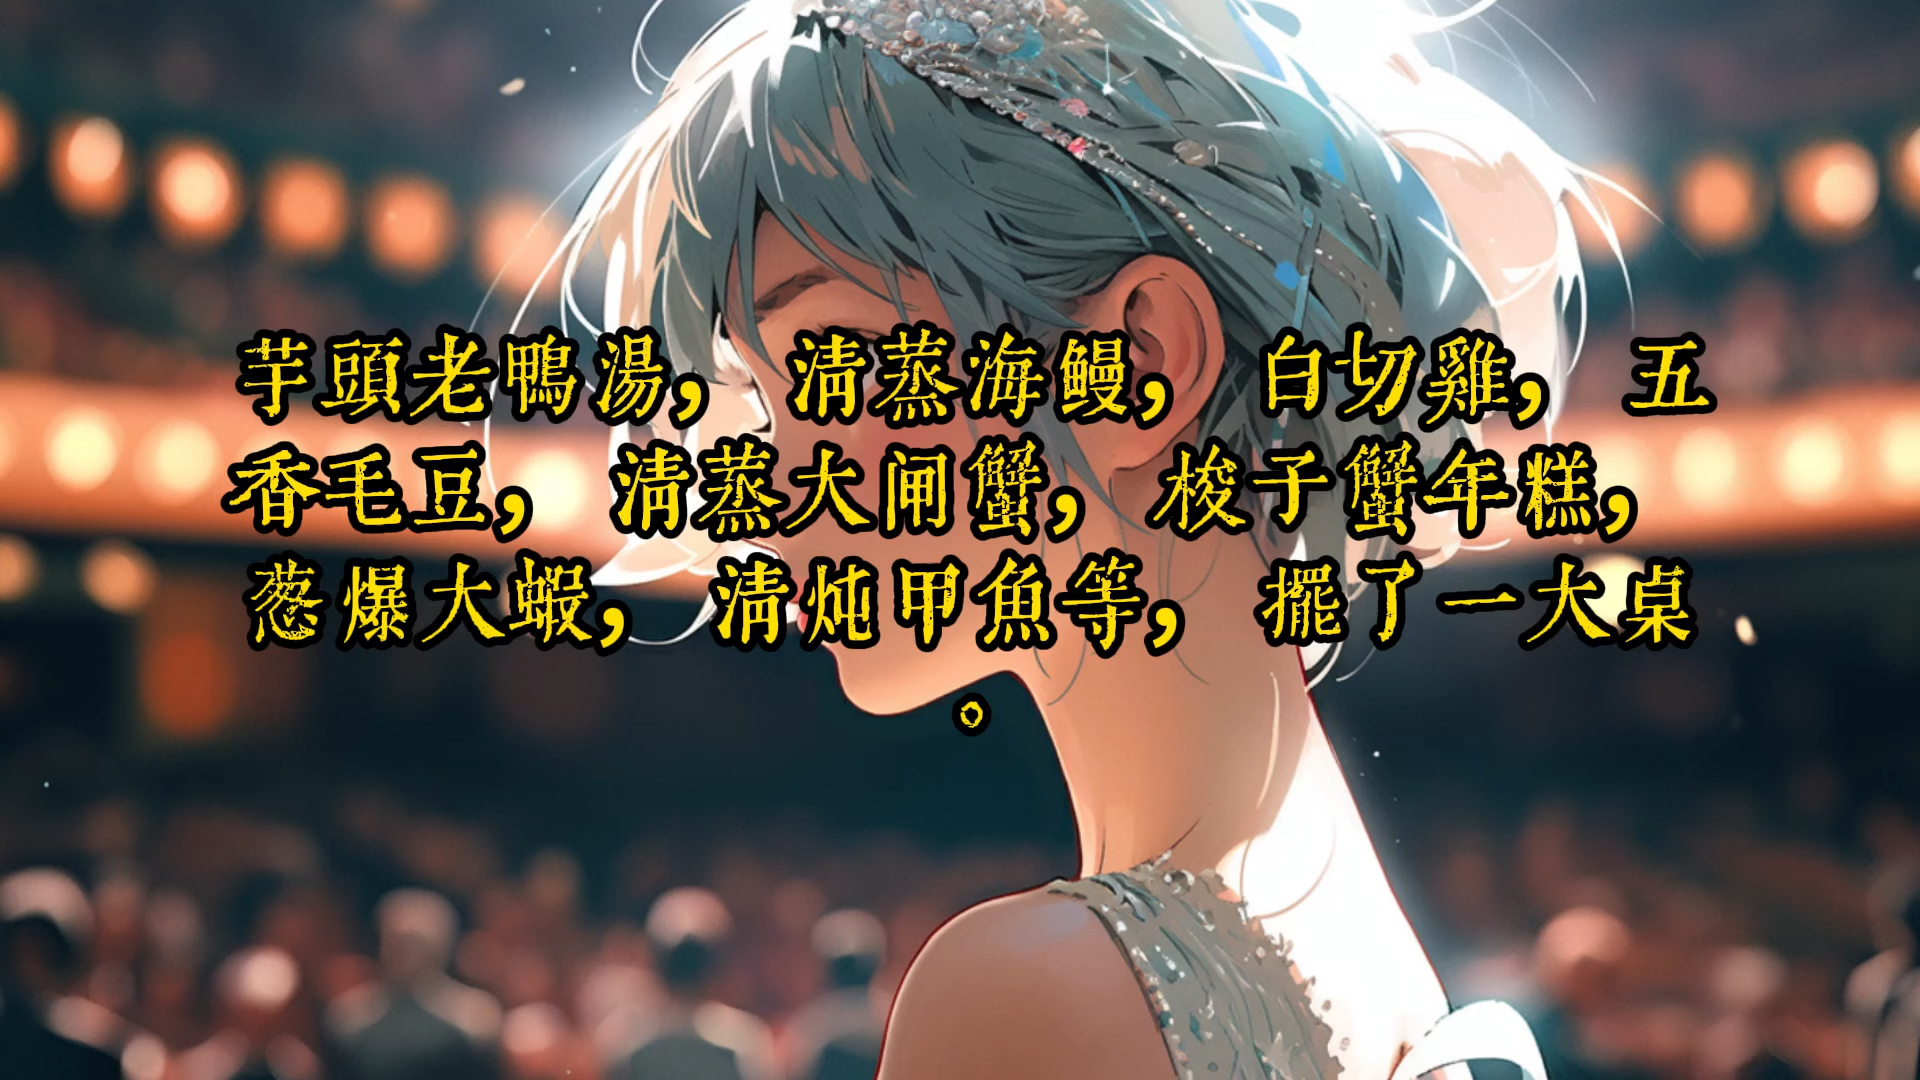 芋頭老鴨湯，清蒸海鰻，白切雞，五
香毛豆，清蒸大闸蟹，梭子蟹年糕，
葱爆大蝦，清炖甲魚等，擺了一大桌
。